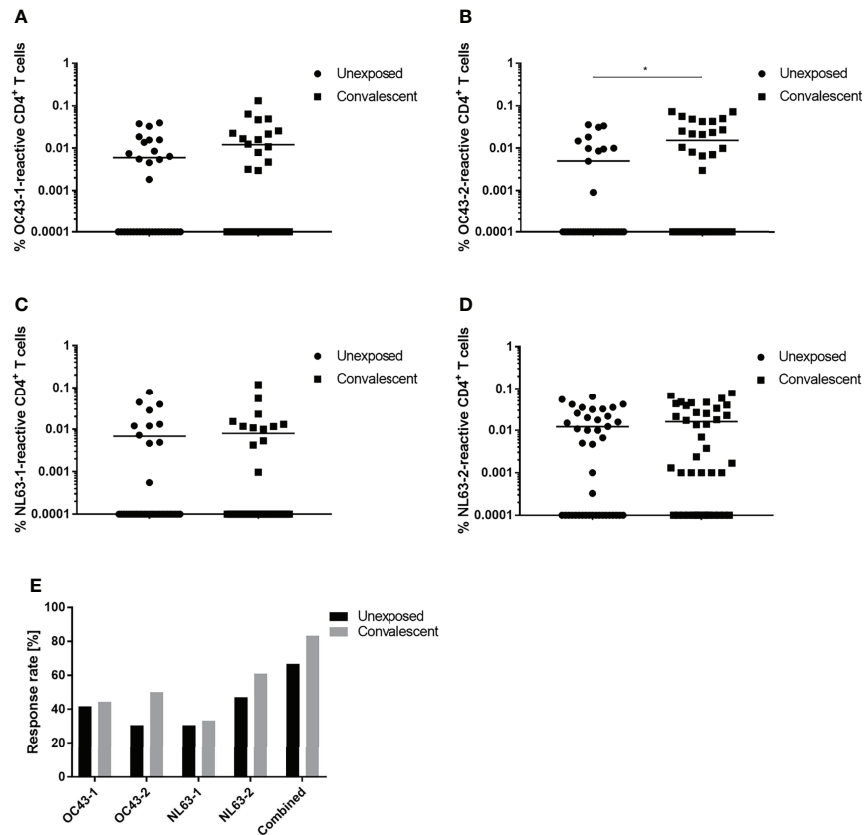 A
% OC43-1-reactive CD4+ T cells
1
0.1
0.01
0.001
0.0001
Unexposed
Convalescent
B
% OC43-2-reactive CD4+ T cells
1
0.1
0.01
0.001
0.0001
*
Unexposed
Convalescent
C
% NL63-1-reactive CD4+ T cells
1
0.1
0.01
0.001
0.0001
Unexposed
Convalescent
D
% NL63-2-reactive CD4+ T cells
1
0.1
0.01
0.001
0.0001
Unexposed
Convalescent
E
Response rate [%]
100
80
60
40
20
0
OC43-1
OC43-2
NL63-1
NL63-2
Combined
Unexposed
Convalescent